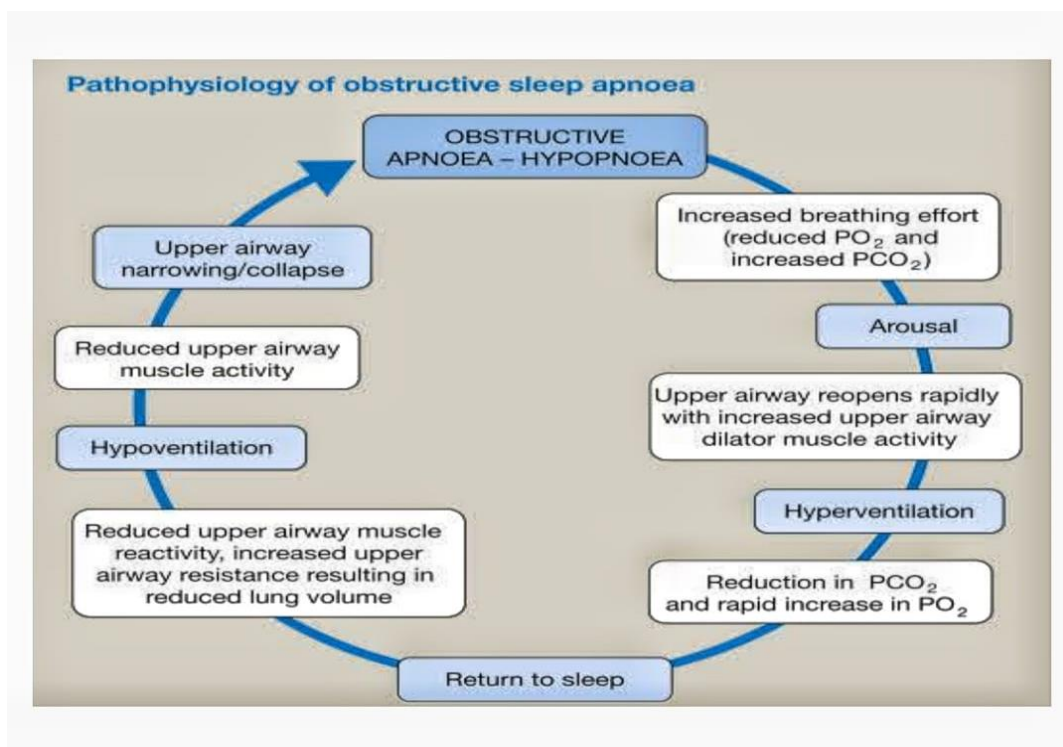 Pathophysiology of obstructive sleep apnoea
OBSTRUCTIVE
APNOEA – HYPOPNOEA
Increased breathing effort
(reduced PO₂ and
increased PCO₂)
Arousal
Upper airway reopens rapidly
with increased upper airway
dilator muscle activity
Hyperventilation
Reduction in PCO₂
and rapid increase in PO₂
Return to sleep
Reduced upper airway muscle
reactivity, increased upper
airway resistance resulting in
reduced lung volume
Hypoventilation
Reduced upper airway
muscle activity
Upper airway
narrowing/collapse